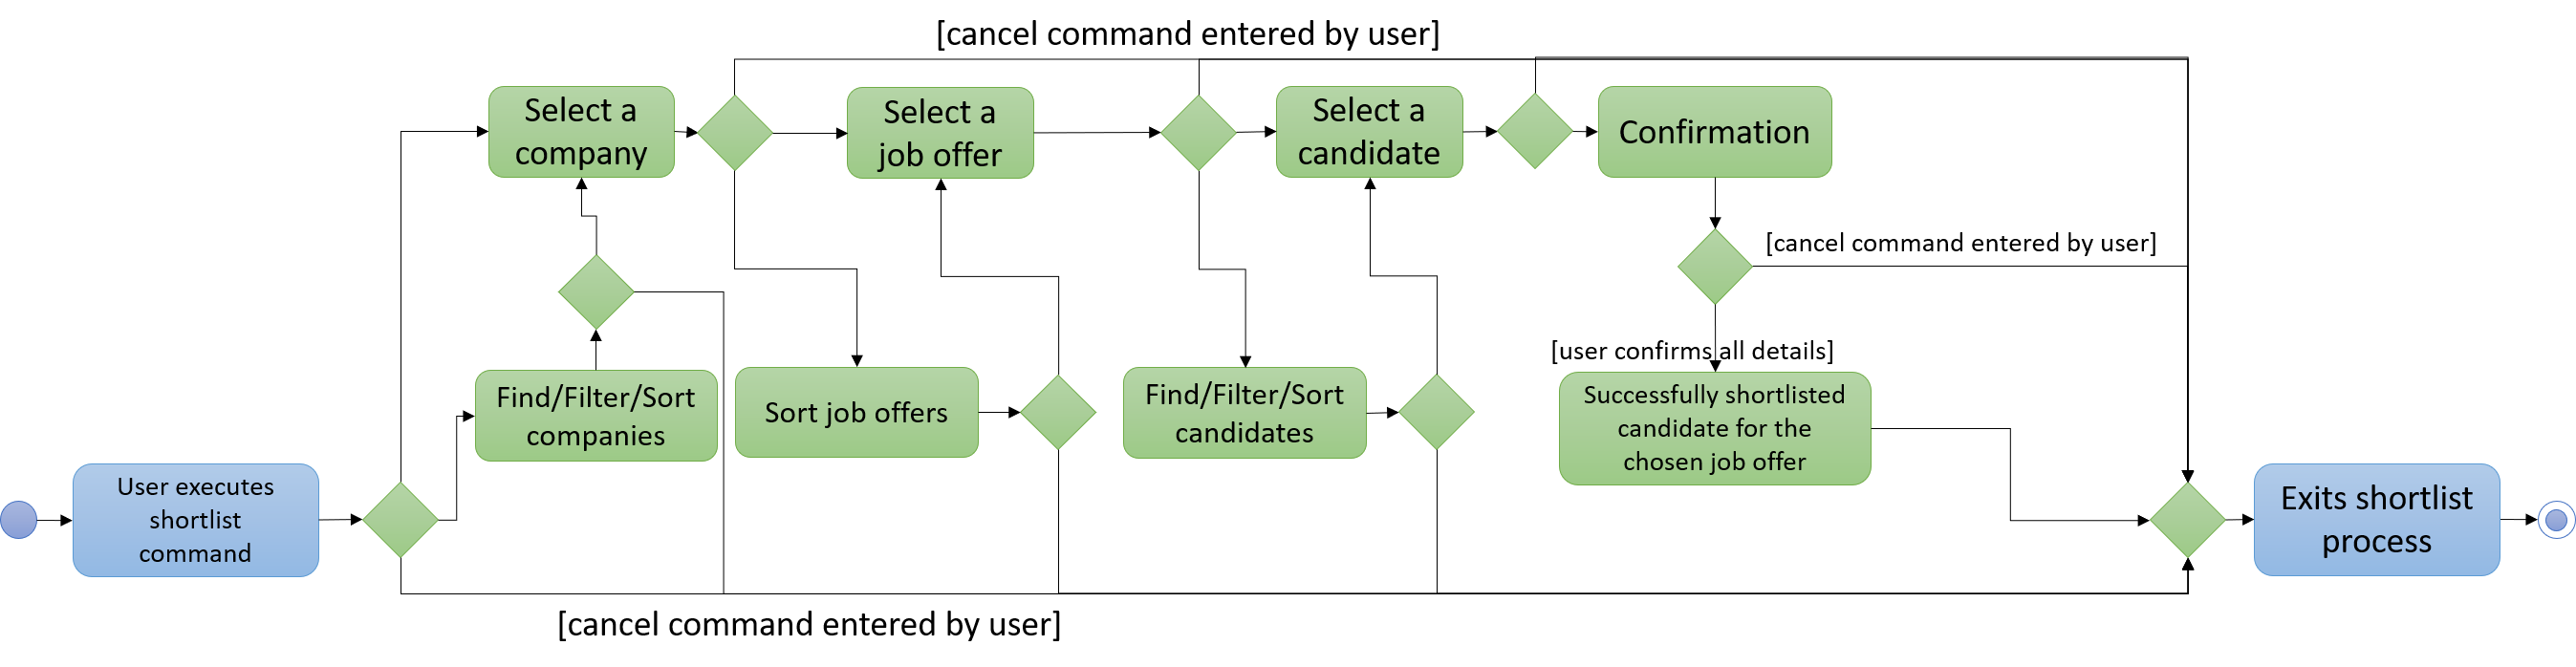 [cancel command entered by user]
Select a
company
Select a
job offer
Select a
candidate
Confirmation
[cancel command entered by user]
[user confirms all details]
Find/Filter/Sort
companies
Sort job offers
Find/Filter/Sort
candidates
Successfully shortlisted
candidate for the
chosen job offer
User executes
shortlist
command
Exits shortlist
process
[cancel command entered by user]